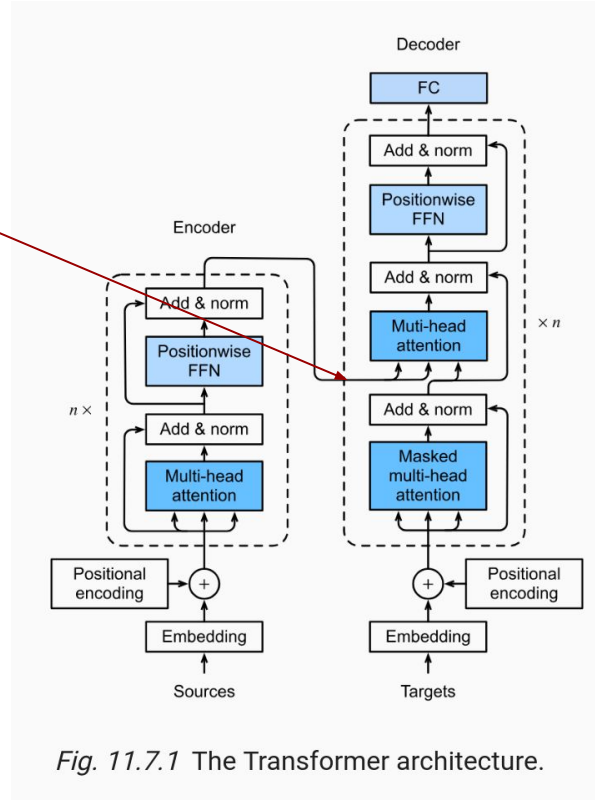 Decoder
FC
Add & norm
Positionwise
FFN
Add & norm
Muti-head
attention
× n
Add & norm
Masked
multi-head
attention
Encoder
Add & norm
Positionwise
FFN
n ×
Add & norm
Multi-head
attention
Positional
encoding
+
Embedding
Sources
+
Positional
encoding
Embedding
Targets
Fig. 11.7.1 The Transformer architecture.